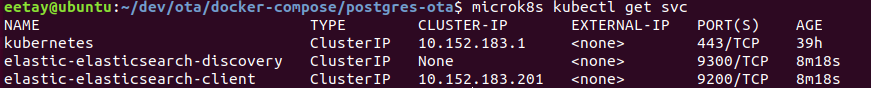 eetay@ubuntu:~/dev/ota/docker-compose/postgres-ota$ microk8s kubectl get svc
NAME TYPE CLUSTER-IP EXTERNAL-IP PORT(S) AGE
kubernetes ClusterIP 10.152.183.1 <none> 443/TCP 39h
elastic-elasticsearch-discovery ClusterIP None <none> 9300/TCP 8m18s
elastic-elasticsearch-client ClusterIP 10.152.183.201 <none> 9200/TCP 8m18s